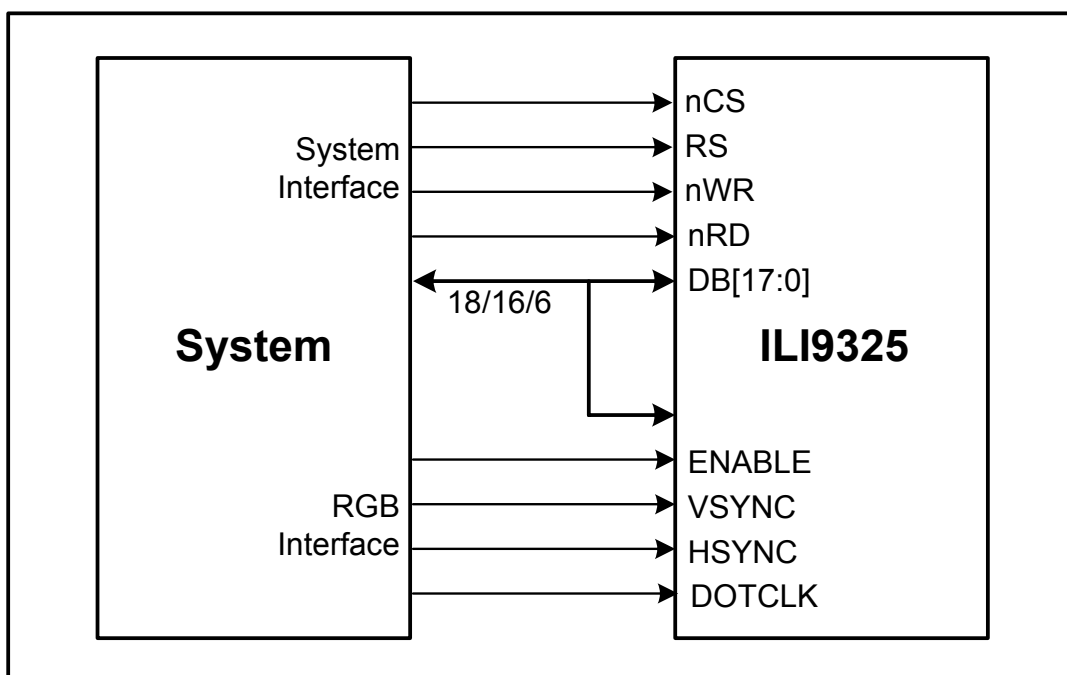 System
Interface
System
RGB
Interface
18/16/6
nCS
RS
nWR
nRD
DB[17:0]
ILI9325
ENABLE
VSYNC
HSYNC
DOTCLK